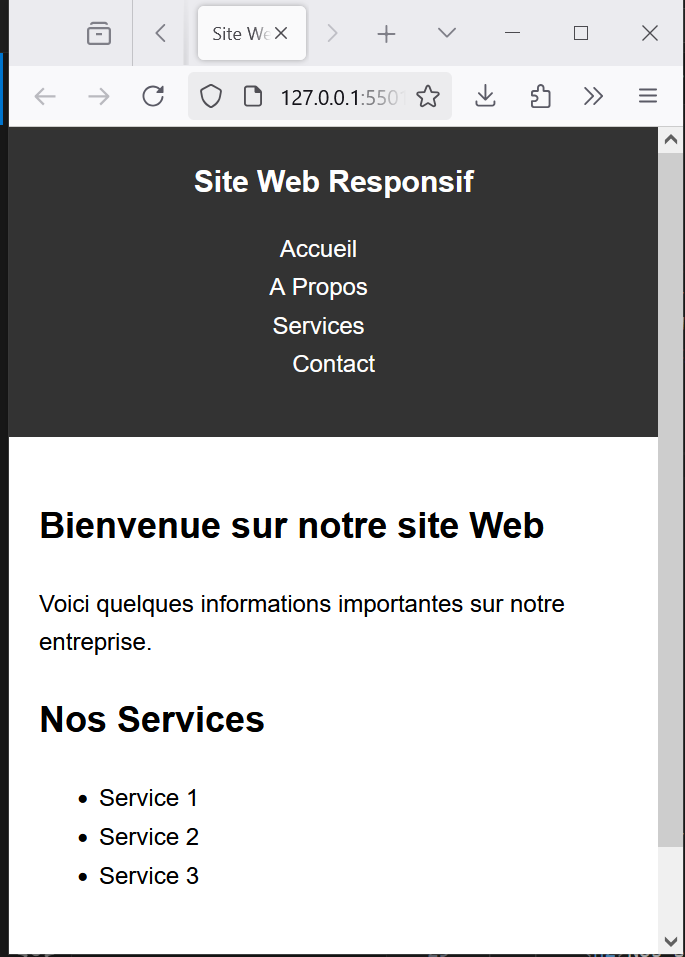 Site We
127.0.0.1:5501
Site Web Responsif
Accueil
A Propos
Services
Contact
Bienvenue sur notre site Web
Voici quelques informations importantes sur notre
entreprise.
Nos Services
• Service 1
• Service 2
• Service 3